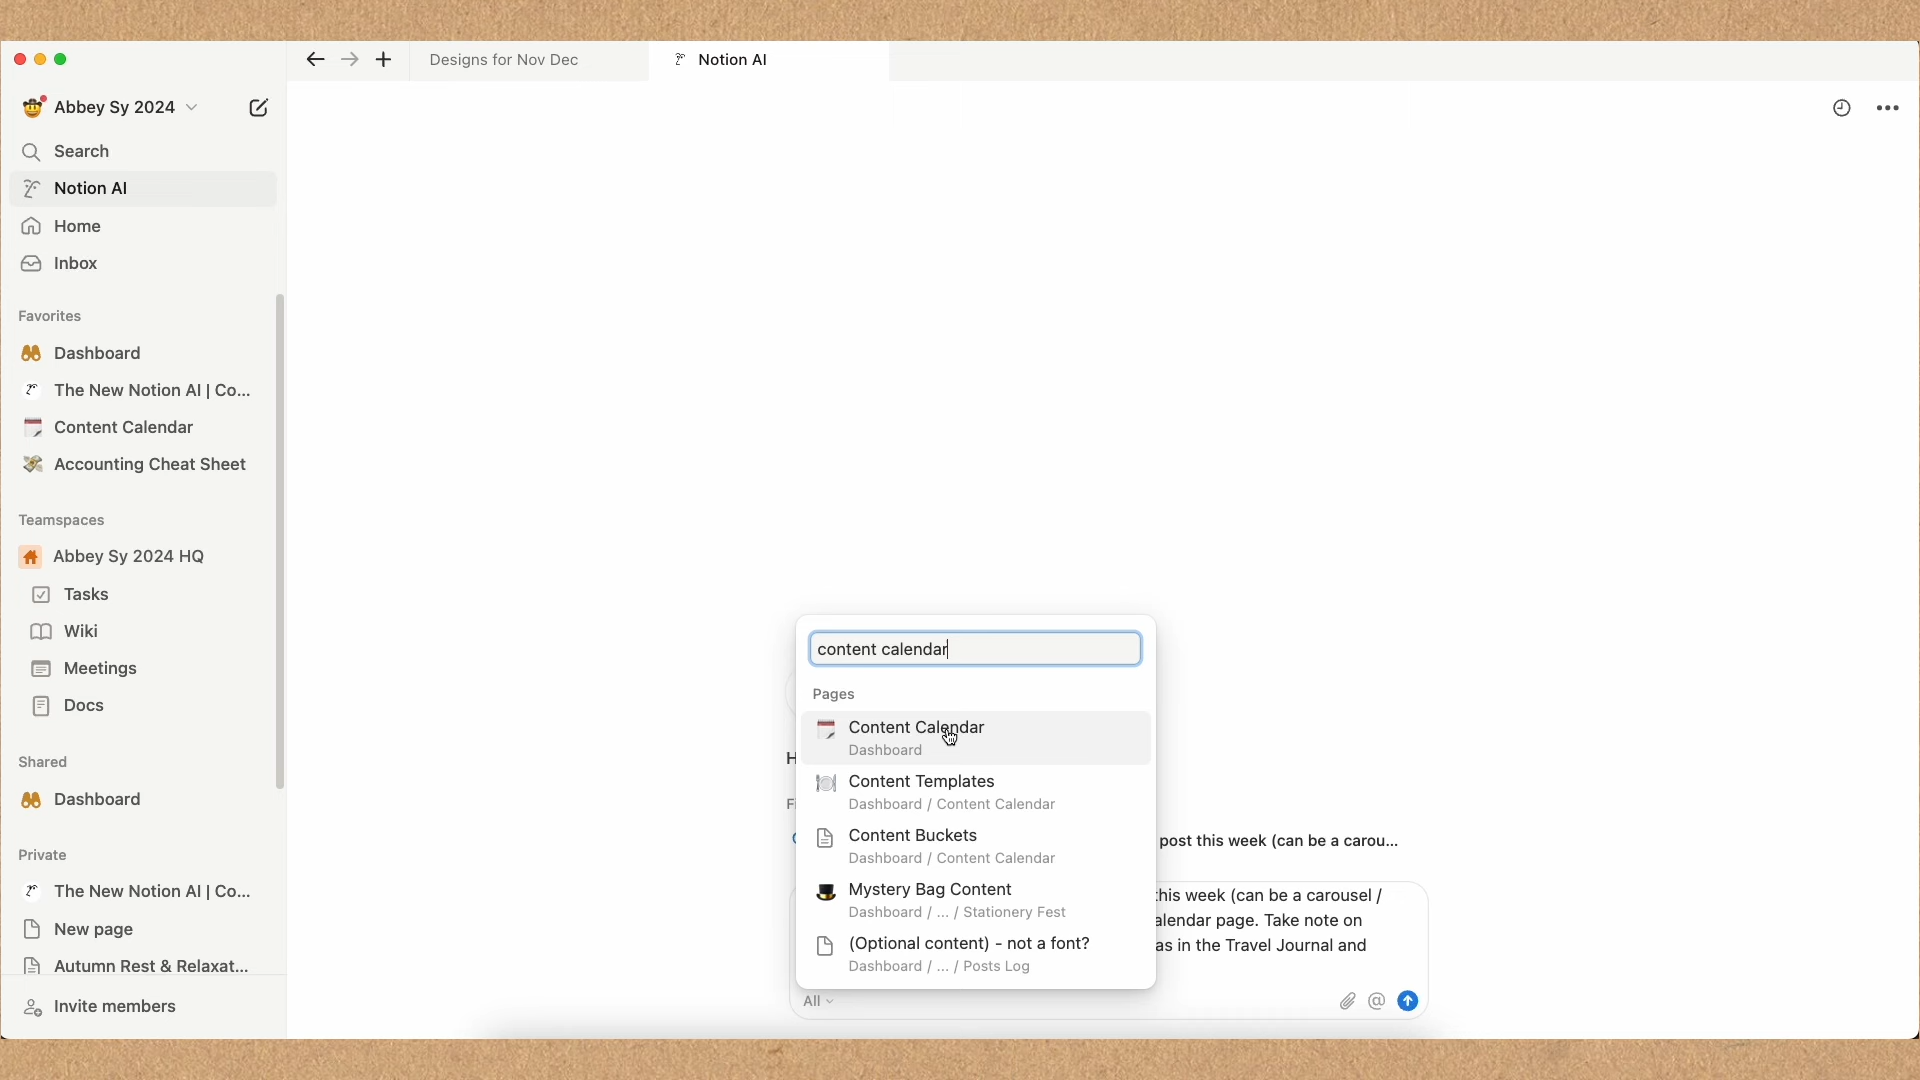 Designs for Nov Dec
Notion AI
Abbey Sy 2024
Search
Notion AI
Home
Inbox
Favorites
Dashboard
The New Notion AI | Co...
Content Calendar
Accounting Cheat Sheet
Teamspaces
Abbey Sy 2024 HQ
Tasks
Wiki
Meetings
Docs
Shared
Dashboard
Private
The New Notion AI | Co...
New page
Autumn Rest & Relaxat...
Invite members
content calendar
Pages
Content Calendar
Dashboard
Content Templates
Dashboard / Content Calendar
Content Buckets
Dashboard / Content Calendar
Mystery Bag Content
Dashboard / ... / Stationery Fest
(Optional content) - not a font?
Dashboard / ... / Posts Log
post this week (can be a carou...
this week (can be a carousel /
alendar page. Take note on
as in the Travel Journal and
All